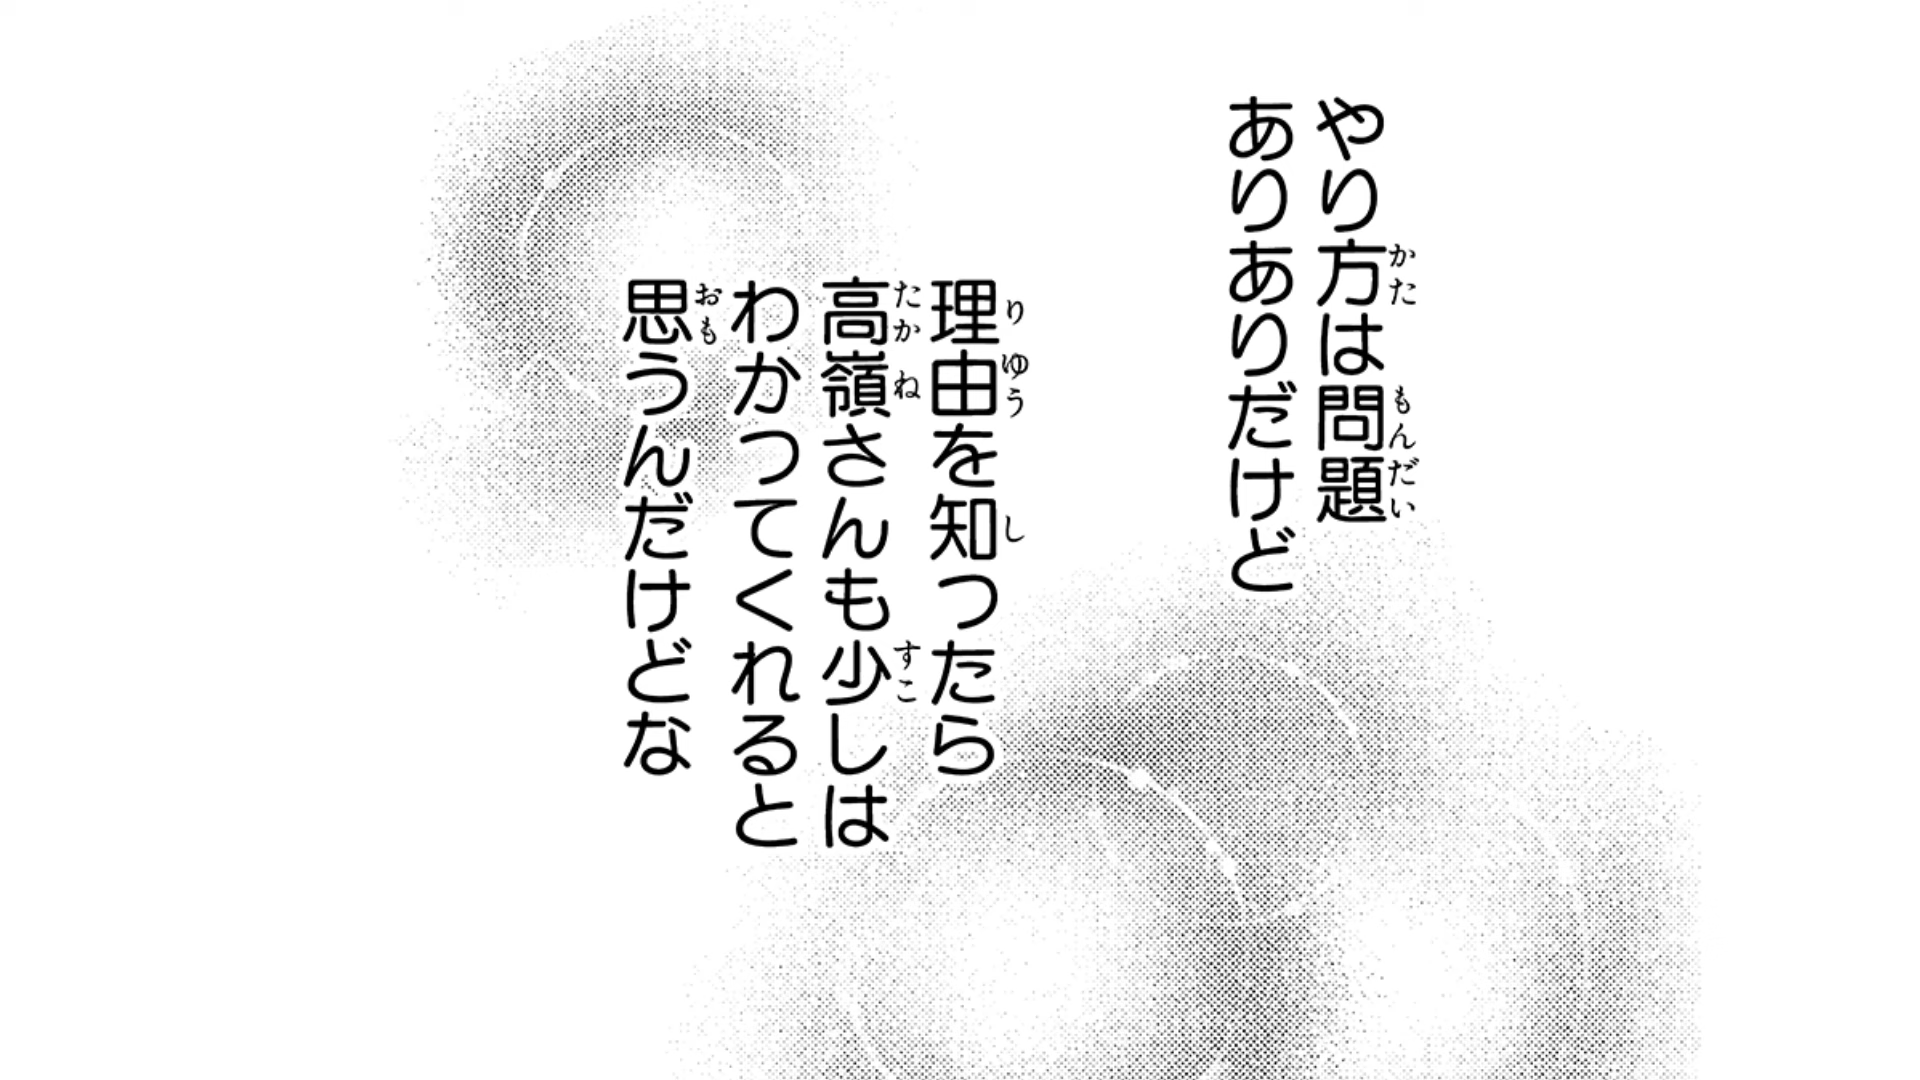 やり方は問題
ありありだけど
理由を知ったら
高嶺さんも少しは
わかってくれると
思うんだけどな